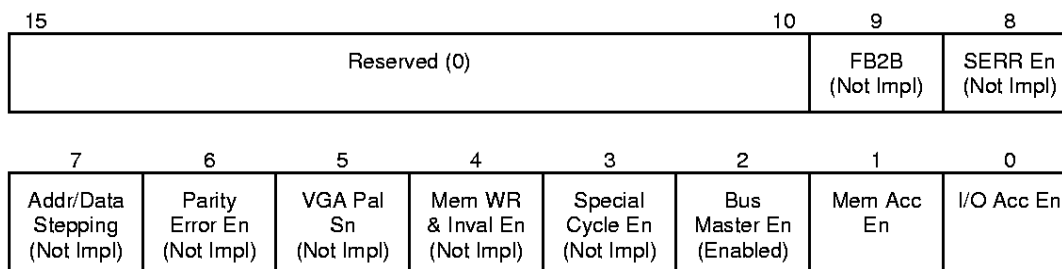 15 10 9 8
Reserved (0) FB2B SERR En
(Not Impl) (Not Impl)
7 6 5 4 3 2 1 0
Addr/Data Parity VGA Pal Mem WR Special Bus Mem Acc I/O Acc En
Stepping Error En Sn & Inval En Cycle En Master En En
(Not Impl) (Not Impl) (Not Impl) (Not Impl) (Not Impl) (Enabled)